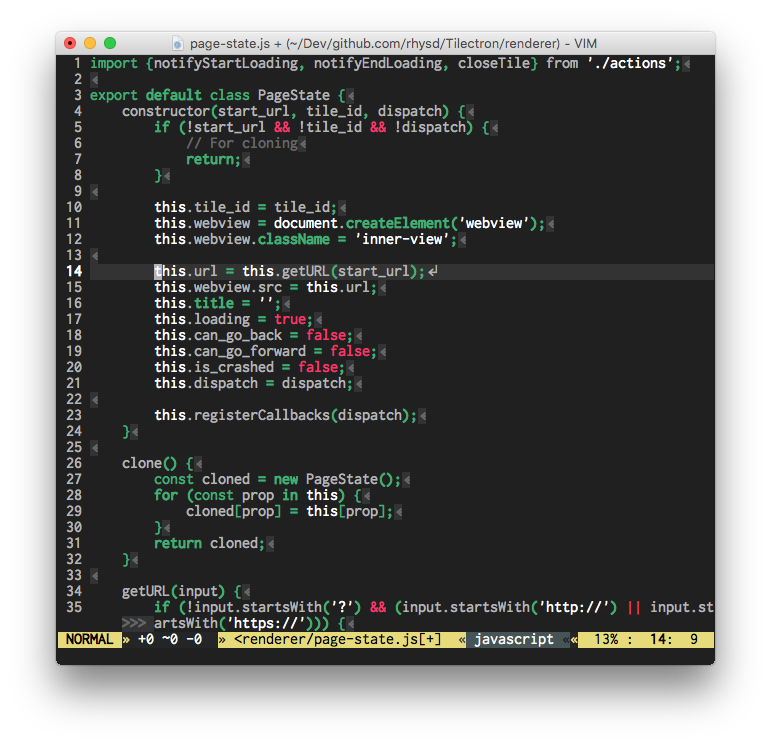 page-state.js + (~/Dev/github.com/rhysd/Tilectron/renderer) - VIM
1 import {notifyStartLoading, notifyEndLoading, closeTile} from './actions';
2
3 export default class PageState {
4     constructor(start_url, tile_id, dispatch) {
5         if (!start_url && !tile_id && !dispatch) {
6             // For cloning
7             return;
8         }
9
10         this.tile_id = tile_id;
11         this.webview = document.createElement('webview');
12         this.webview.className = 'inner-view';
13
14         this.url = this.getURL(start_url);
15         this.webview.src = this.url;
16         this.title = '';
17         this.loading = true;
18         this.can_go_back = false;
19         this.can_go_forward = false;
20         this.is_crashed = false;
21         this.dispatch = dispatch;
22
23         this.registerCallbacks(dispatch);
24     }
25
26     clone() {
27         const cloned = new PageState();
28         for (const prop in this) {
29             cloned[prop] = this[prop];
30         }
31         return cloned;
32     }
33
34     getURL(input) {
35         if (!input.startsWith('?') && (input.startsWith('http://') || input.st
>>> artsWith('https://'))) {
NORMAL » +0 ~0 -0 » <renderer/page-state.js[+] « javascript «« 13% : 14: 9